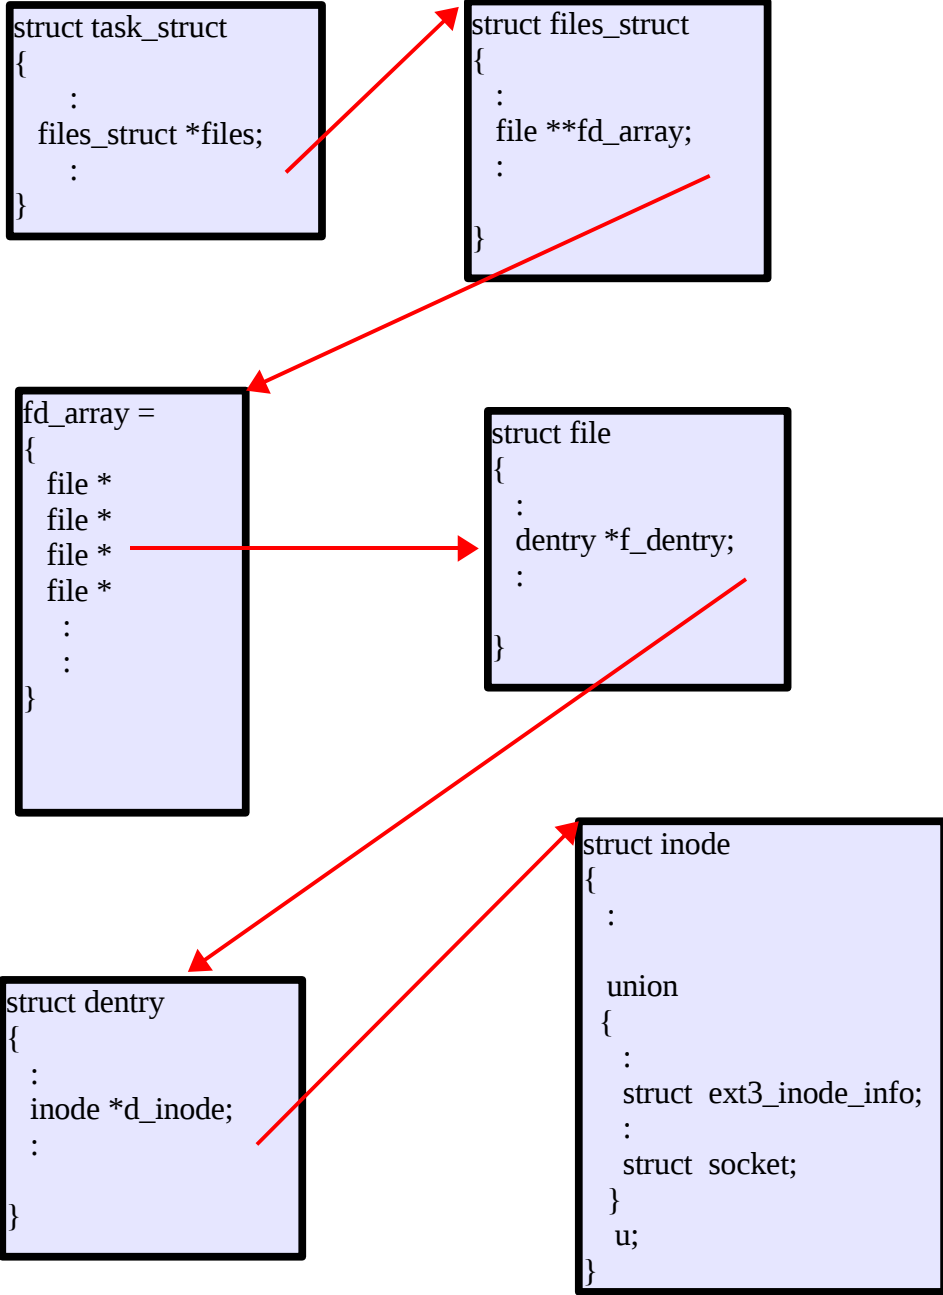 struct task_struct
{
:
files_struct *files;
:
}
struct files_struct
{
:
file **fd_array;
:
}
fd_array =
{
file *
file *
file *
file *
:
:
}
struct file
{
:
dentry *f_dentry;
:
}
struct dentry
{
:
inode *d_inode;
:
}
struct inode
{
:
union
{
:
struct  ext3_inode_info;
:
struct  socket;
}
u;
}